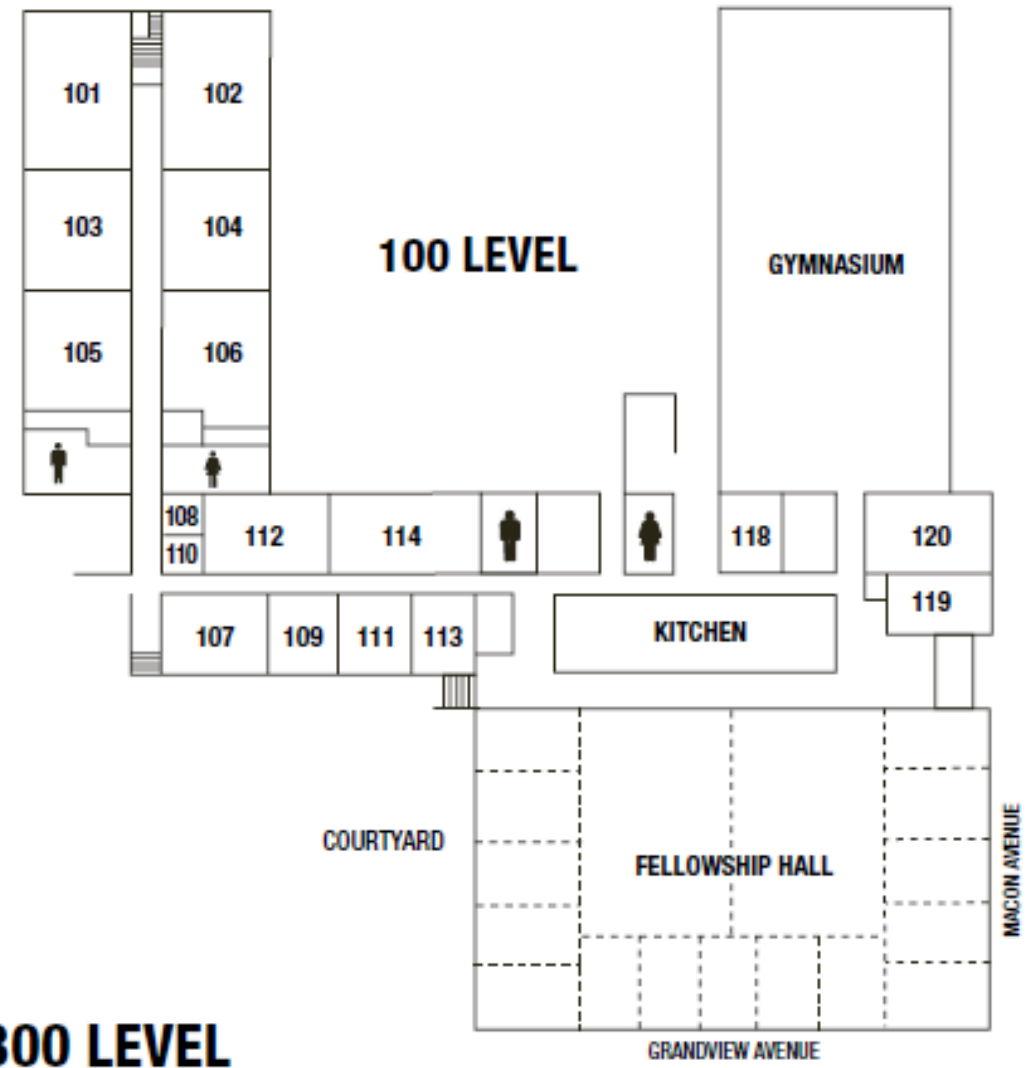 101
102
103
104
100 LEVEL
GYMNASIUM
105
106
108
110
112
114
118
120
119
107
109
111
113
KITCHEN
COURTYARD
FELLOWSHIP HALL
MACON AVENUE
GRANDVIEW AVENUE
300 LEVEL